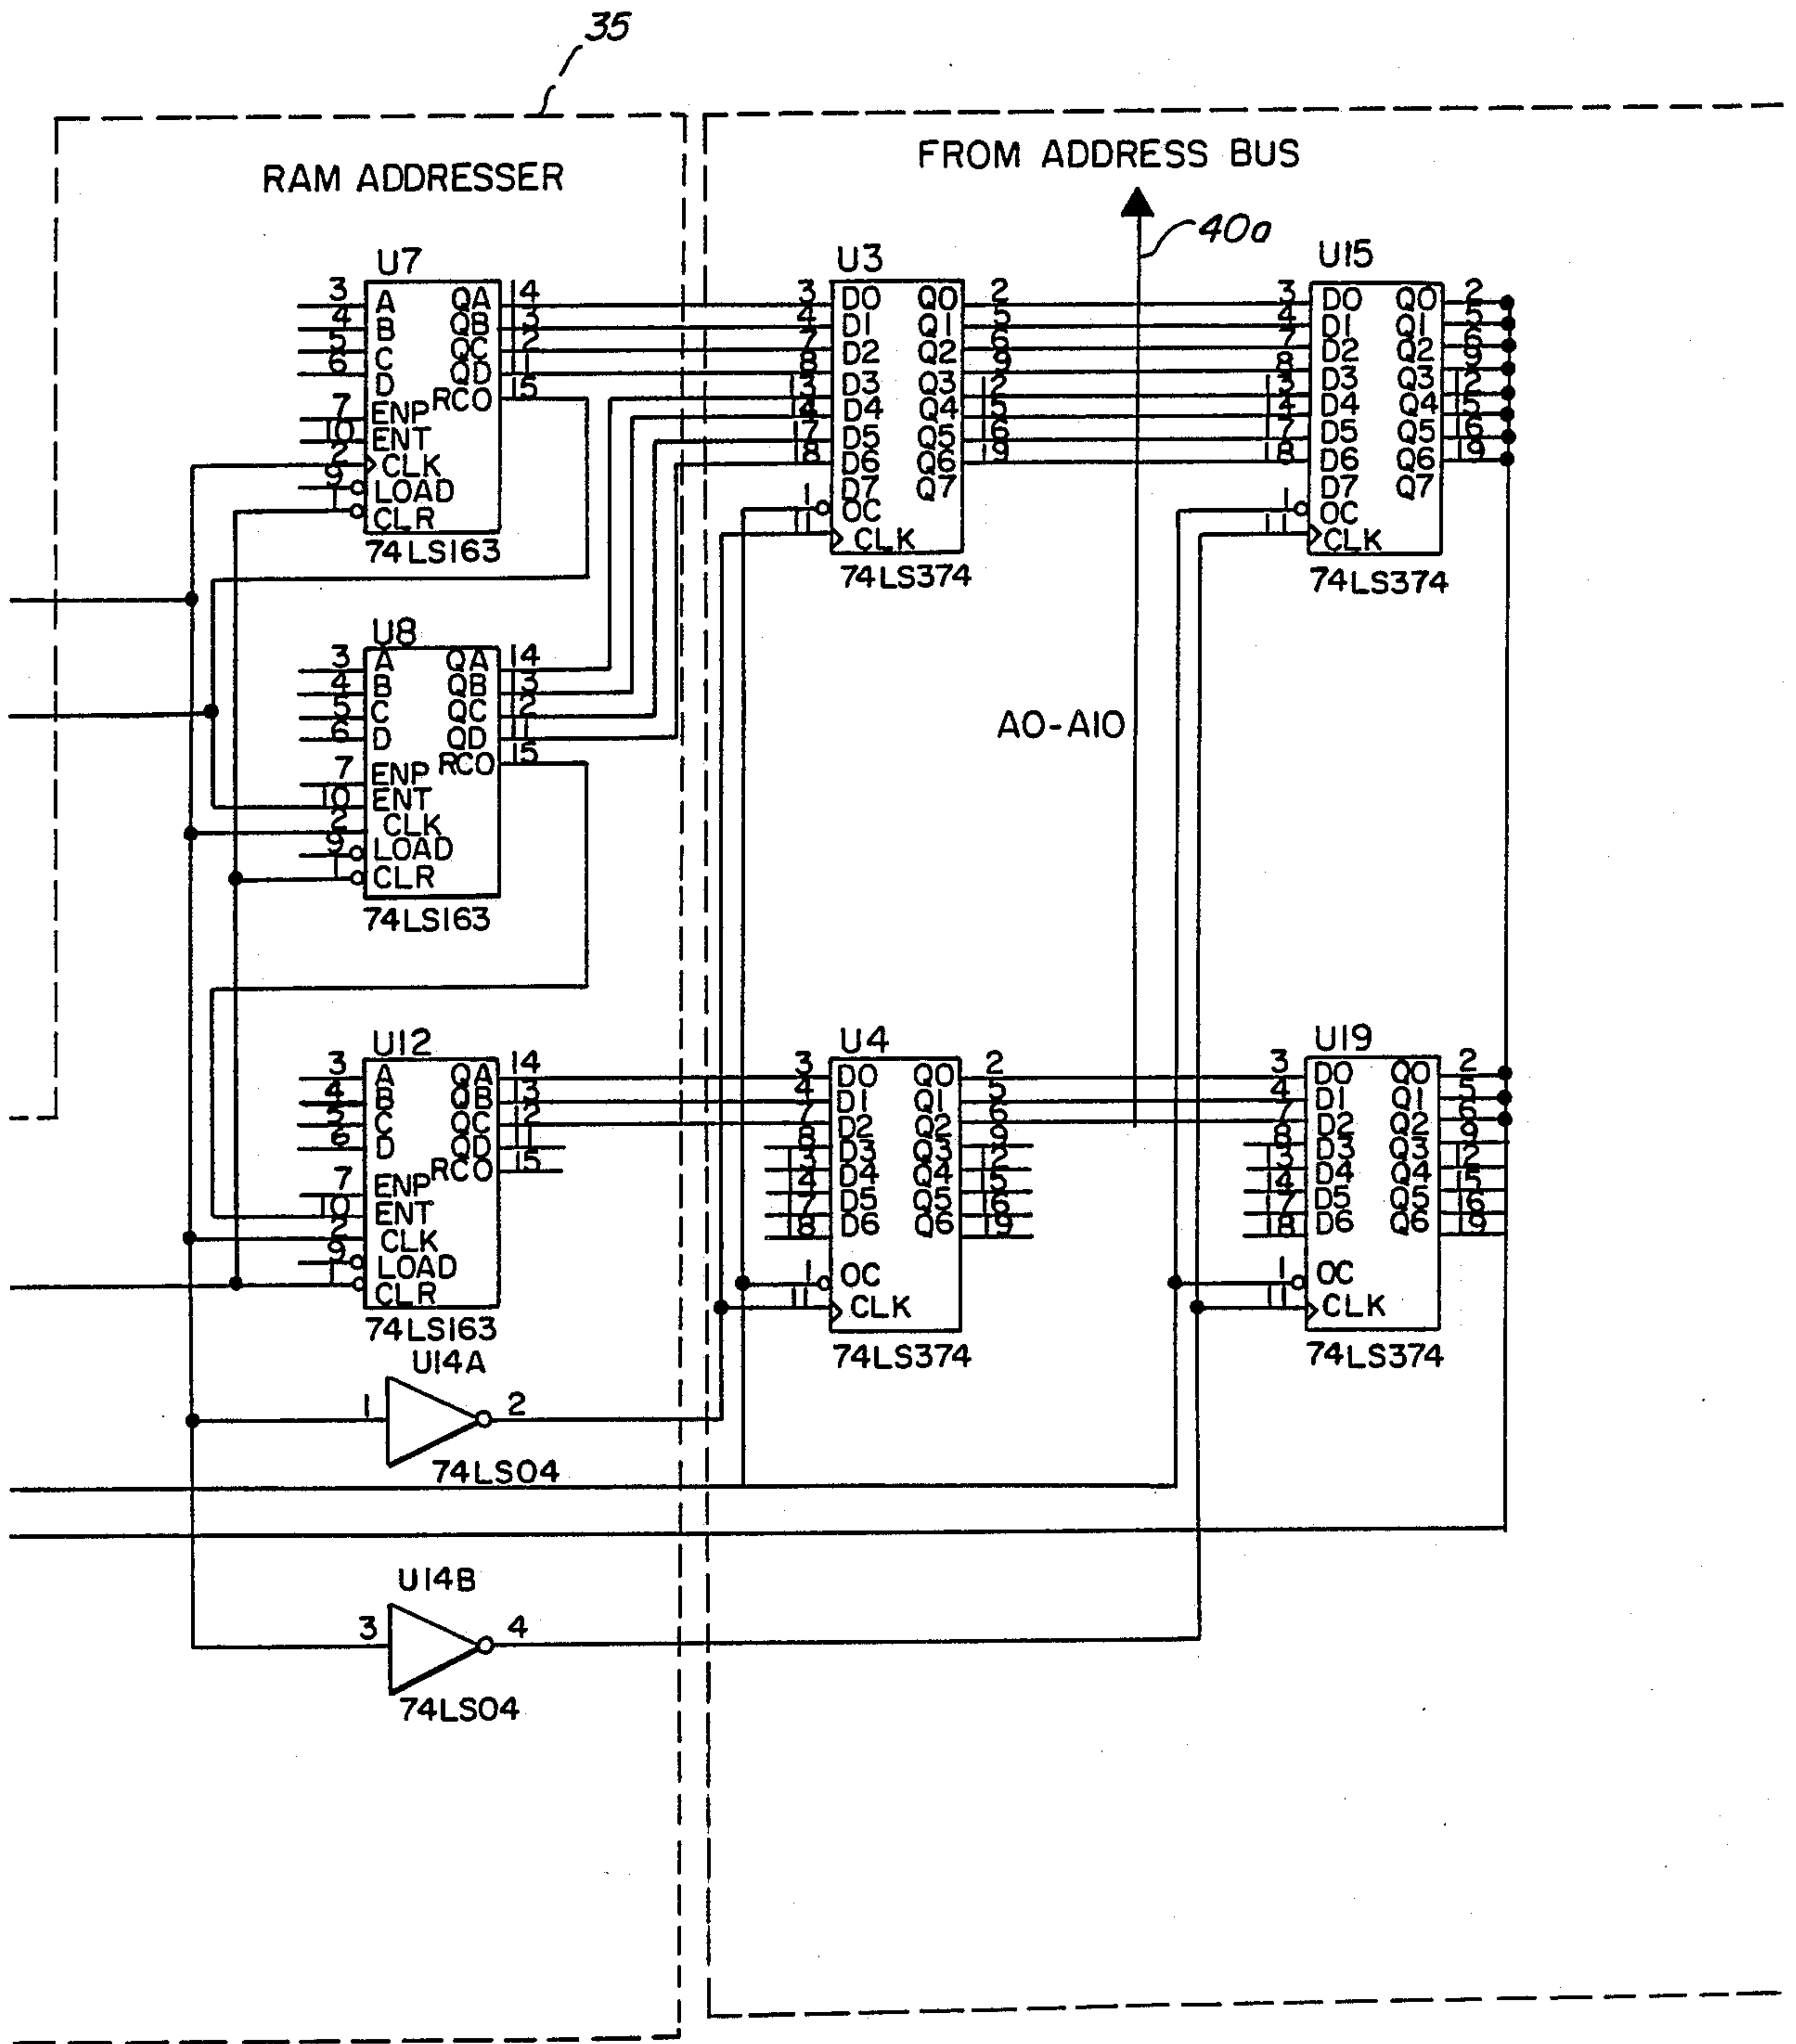 35
RAM ADDRESSER
FROM ADDRESS BUS
40a
U7
3 A QA 14
4 B QB 13
5 C QC 12
6 D QD 11
RCO 15
7 ENP
10 ENT
2 CLK
9 LOAD
1 CLR
74LS163
U3
3 D0 Q0 2
4 D1 Q1 5
7 D2 Q2 6
8 D3 Q3 9
13 D4 Q4 12
14 D5 Q5 15
17 D6 Q6 16
18 D7 Q7 19
1 OC
11 CLK
74LS374
U15
3 D0 Q0 2
4 D1 Q1 5
7 D2 Q2 6
8 D3 Q3 9
13 D4 Q4 12
14 D5 Q5 15
17 D6 Q6 16
18 D7 Q7 19
1 OC
11 CLK
74LS374
U8
3 A QA 14
4 B QB 13
5 C QC 12
6 D QD 11
RCO 15
7 ENP
10 ENT
2 CLK
9 LOAD
1 CLR
74LS163
A0-A10
U12
3 A QA 14
4 B QB 13
5 C QC 12
6 D QD 11
RCO 15
7 ENP
10 ENT
2 CLK
9 LOAD
1 CLR
74LS163
U4
3 D0 Q0 2
4 D1 Q1 5
7 D2 Q2 6
8 D3 Q3 9
13 D4 Q4 12
14 D5 Q5 15
17 D6 Q6 16
18 19
1 OC
11 CLK
74LS374
U19
3 D0 Q0 2
4 D1 Q1 5
7 D2 Q2 6
8 D3 Q3 9
13 D4 Q4 12
14 D5 Q5 15
17 D6 Q6 16
18 19
1 OC
11 CLK
74LS374
U14A
1 2
74LS04
U14B
3 4
74LS04